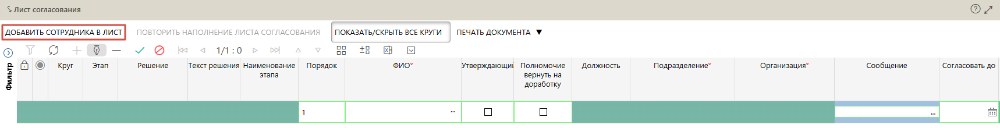 Лист согласования
ДОБАВИТЬ СОТРУДНИКА В ЛИСТ ПОВТОРИТЬ НАПОЛНЕНИЕ ЛИСТА СОГЛАСОВАНИЯ ПОКАЗАТЬ/СКРЫТЬ ВСЕ КРУГИ ПЕЧАТЬ ДОКУМЕНТА
1/1 : 0
Фильтр
Круг Этап Решение Текст решения Наименование этапа Порядок ФИО* Утверждающий Полномочие вернуть на доработку Должность Подразделение* Организация* Сообщение Согласовать до
1 ... ...